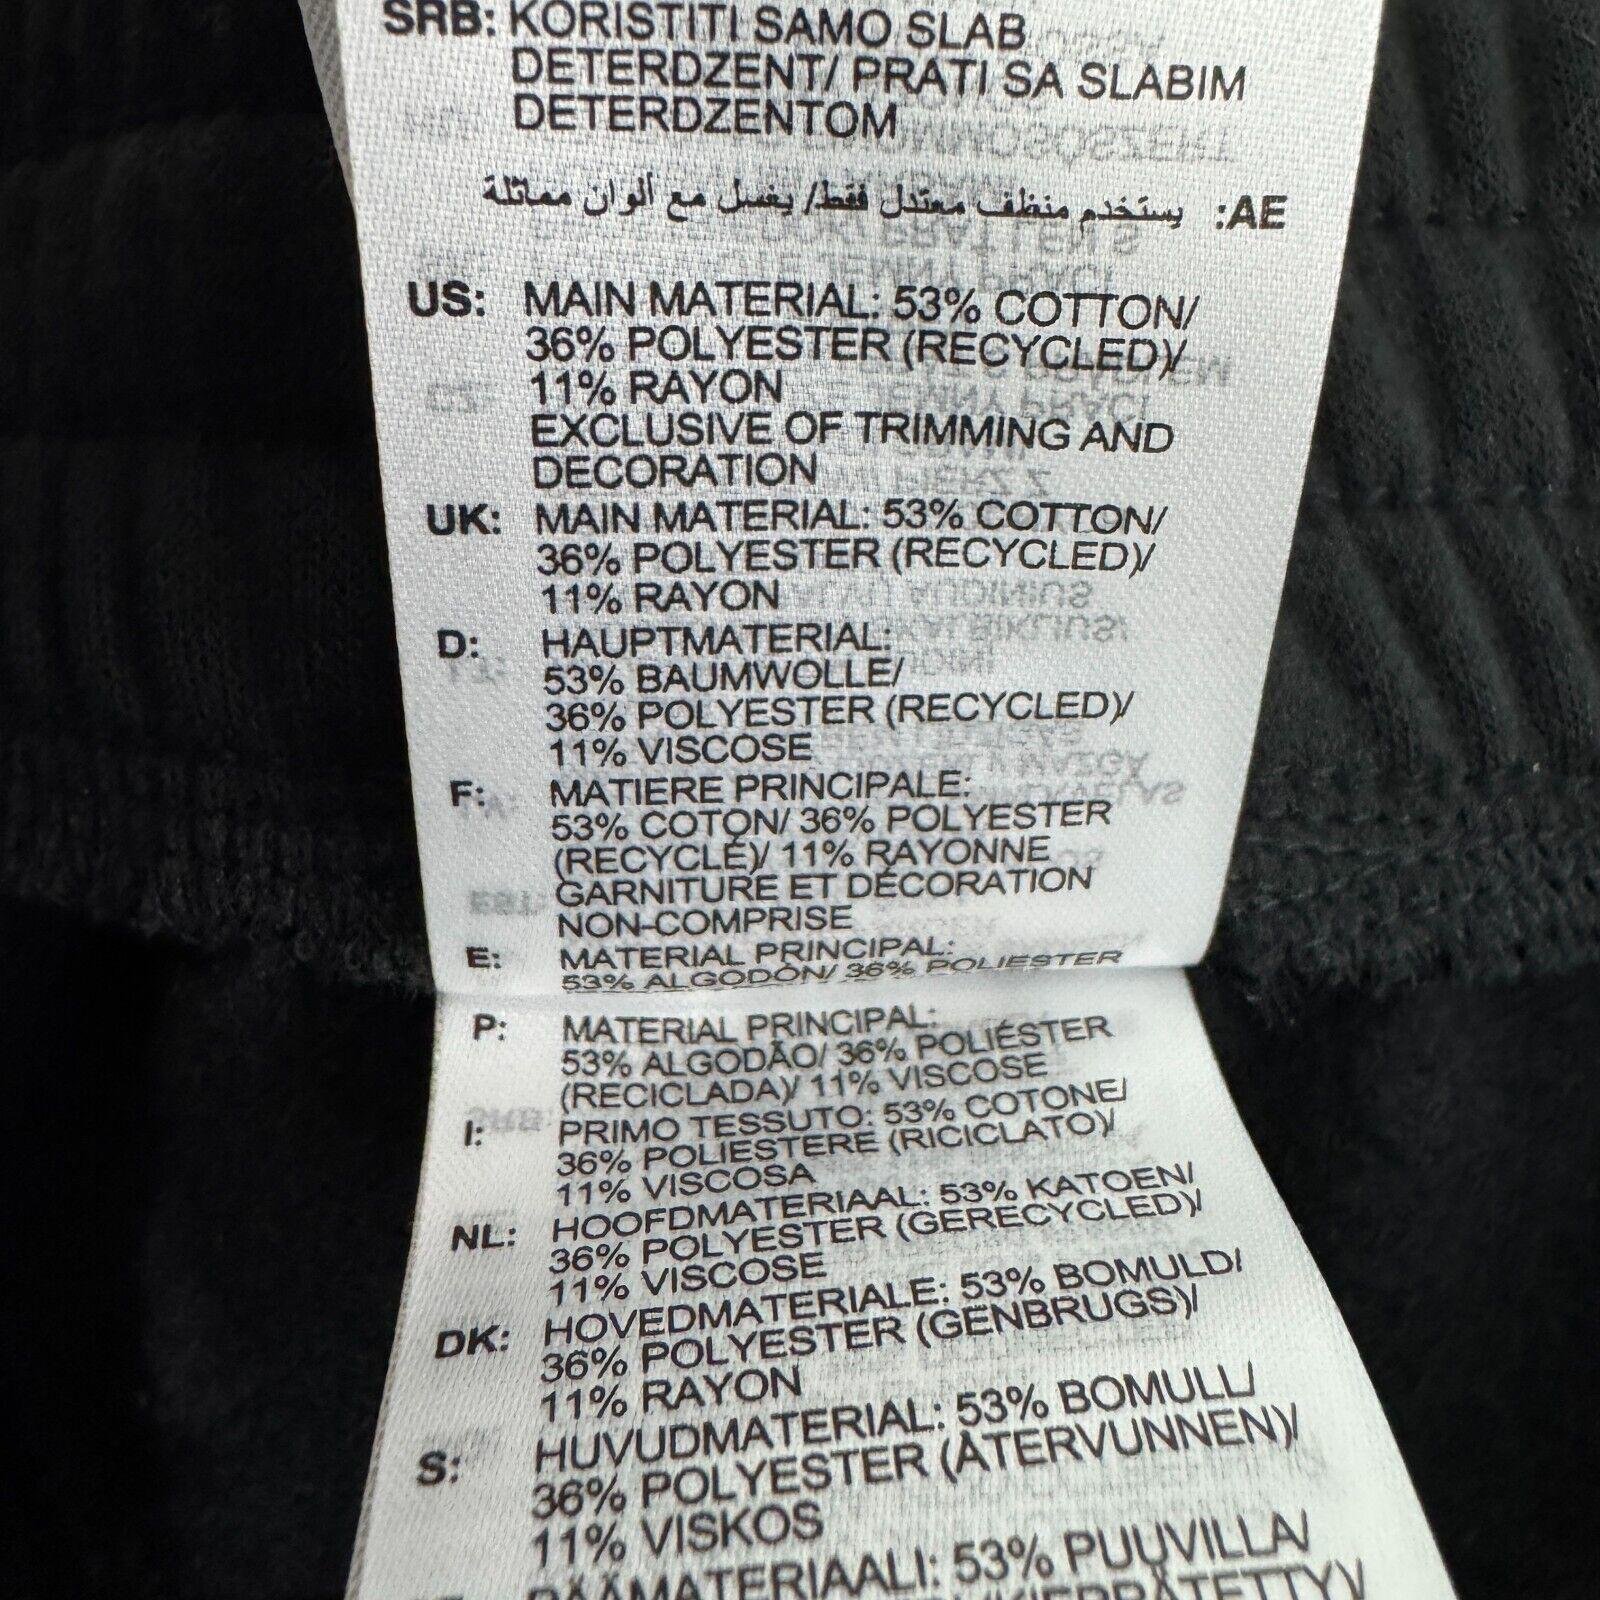 SRB: KORISTITI SAMO SLAB
DETERDZENT/ PRATI SA SLABIM
DETERDZENTOM
AE: يستخدم منظف معتدل فقط/ يغسل مع ألوان مماثلة
US: MAIN MATERIAL: 53% COTTON/
36% POLYESTER (RECYCLED)/
11% RAYON
EXCLUSIVE OF TRIMMING AND
DECORATION
UK: MAIN MATERIAL: 53% COTTON/
36% POLYESTER (RECYCLED)/
11% RAYON
D: HAUPTMATERIAL:
53% BAUMWOLLE/
36% POLYESTER (RECYCLED)/
11% VISCOSE
F: MATIERE PRINCIPALE:
53% COTON/ 36% POLYESTER
(RECYCLÉ)/ 11% RAYONNE
GARNITURE ET DÉCORATION
NON-COMPRISE
E: MATERIAL PRINCIPAL:
53% ALGODÓN/ 36% POLIESTER
P: MATERIAL PRINCIPAL:
53% ALGODÃO/ 36% POLIÉSTER
(RECICLADA)/ 11% VISCOSE
I: PRIMO TESSUTO: 53% COTONE/
36% POLIESTERE (RICICLATO)/
11% VISCOSA
NL: HOOFDMATERIAAL: 53% KATOEN/
36% POLYESTER (GERECYCLED)/
11% VISCOSE
DK: HOVEDMATERIALE: 53% BOMULD/
36% POLYESTER (GENBRUGS)/
11% RAYON
S: HUVUDMATERIAL: 53% BOMULL/
36% POLYESTER (ÅTERVUNNEN)/
11% VISKOS
PÄÄMATERIAALI: 53% PUUVILLA/